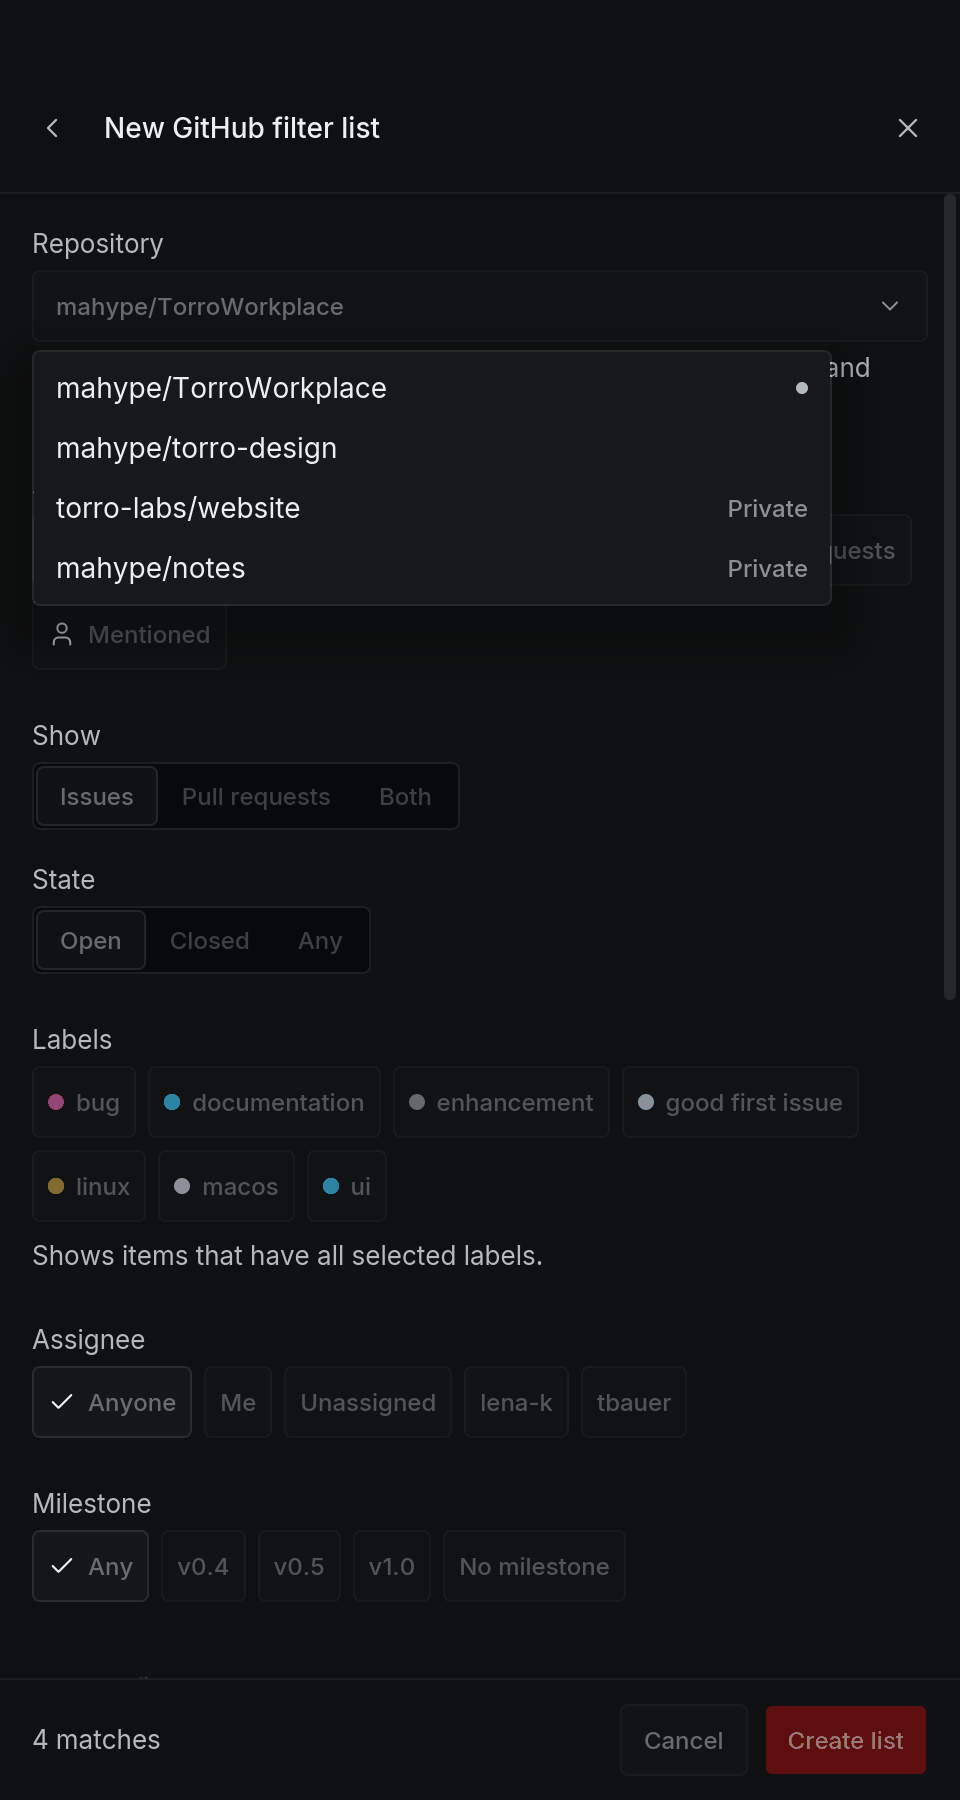 New GitHub filter list
Repository
mahype/TorroWorkplace
and
mahype/TorroWorkplace
mahype/torro-design
torro-labs/website Private
mahype/notes Private
Mentioned
Show
Issues Pull requests Both
State
Open Closed Any
Labels
bug documentation enhancement good first issue
linux macos ui
Shows items that have all selected labels.
Assignee
Anyone Me Unassigned lena-k tbauer
Milestone
Any v0.4 v0.5 v1.0 No milestone
4 matches Cancel Create list